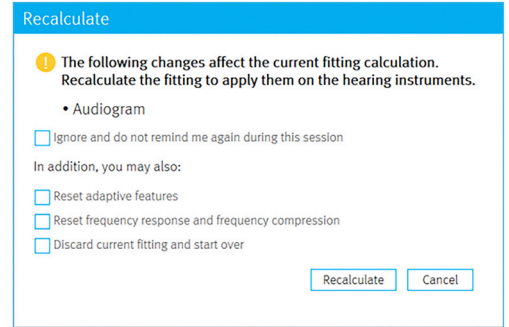 Recalculate
The following changes affect the current fitting calculation.
Recalculate the fitting to apply them on the hearing instruments.
• Audiogram
Ignore and do not remind me again during this session
In addition, you may also:
Reset adaptive features
Reset frequency response and frequency compression
Discard current fitting and start over
Recalculate Cancel